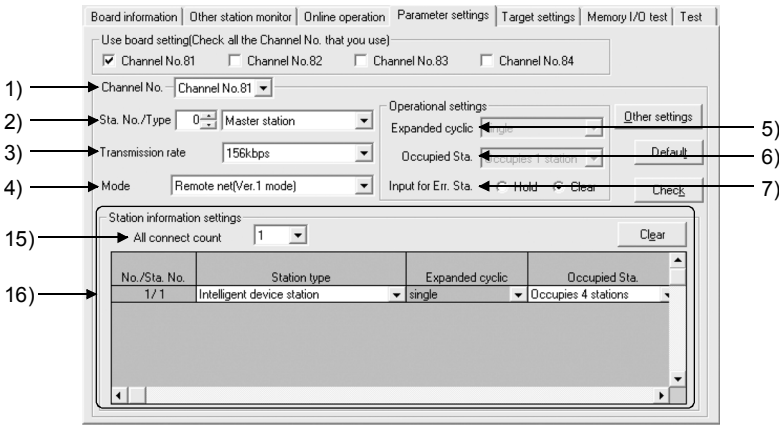 Board information Other station monitor Online operation Parameter settings Target settings Memory I/O test Test
Use board setting(Check all the Channel No. that you use)
Channel No.81 Channel No.82 Channel No.83 Channel No.84
1) Channel No. Channel No.81
2) Sta. No./Type 0 Master station
3) Transmission rate 156kbps
4) Mode Remote net(Ver.1 mode)
Operational settings
Expanded cyclic single 5)
Occupied Sta. Occupies 1 station 6)
Input for Err. Sta. Hold Clear 7)
Other settings
Default
Check
Station information settings
15) All connect count 1 Clear
No./Sta. No. Station type Expanded cyclic Occupied Sta.
16) 1/1 Intelligent device station single Occupies 4 stations